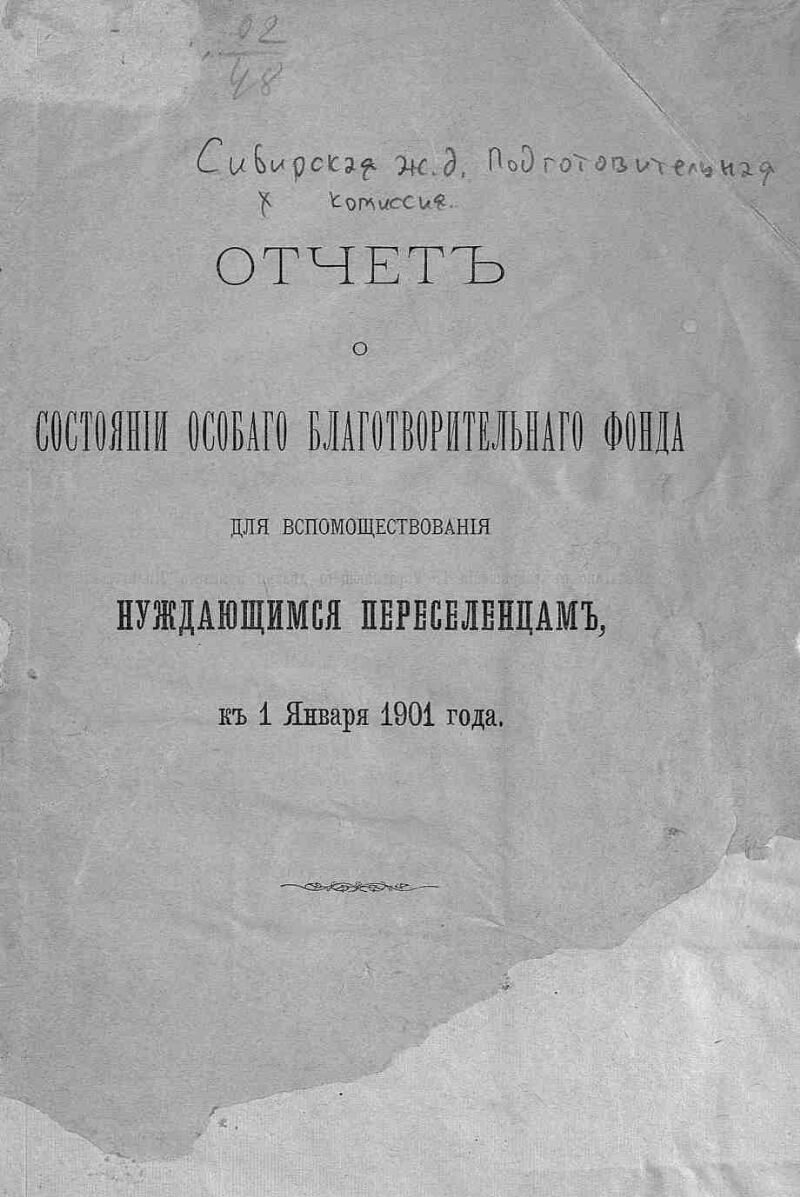 02
48
Сибирская ж.д. Подготовительная
комиссия.
ОТЧЕТЪ
О
СОСТОЯНІИ ОСОБАГО БЛАГОТВОРИТЕЛЬНАГО ФОНДА
ДЛЯ ВСПОМОЩЕСТВОВАНІЯ
НУЖДАЮЩИМСЯ ПЕРЕСЕЛЕНЦАМЪ,
къ 1 Января 1901 года.